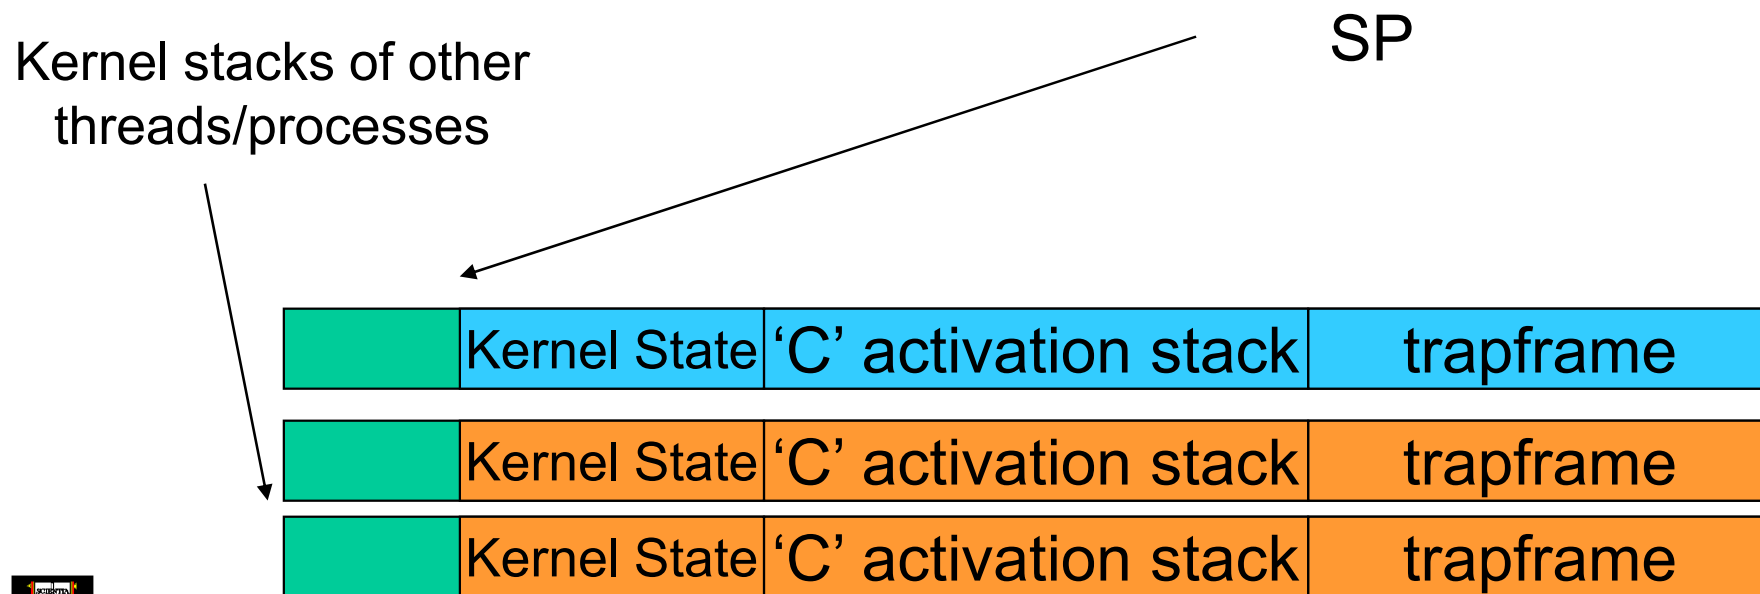 SP
Kernel stacks of other
threads/processes
Kernel State ‘C’ activation stack trapframe
Kernel State ‘C’ activation stack trapframe
Kernel State ‘C’ activation stack trapframe
SCIENTIA